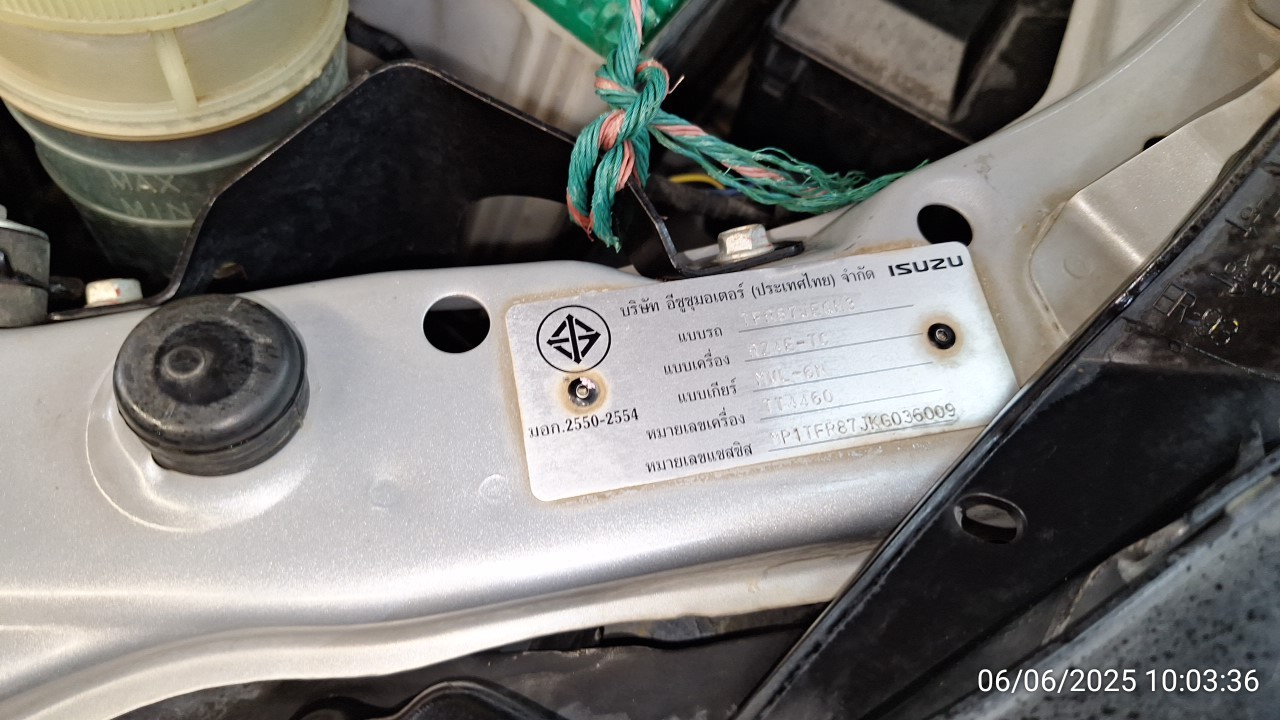 MAX
MIN
บริษัท อีซูซุมอเตอร์ (ประเทศไทย) จำกัด ISUZU
แบบรถ
แบบเครื่อง
แบบเกียร์
หมายเลขเครื่อง TT4460
หมายเลขแชสซิส P1TFR87JKG036009
มอก.2550-2554
06/06/2025 10:03:36